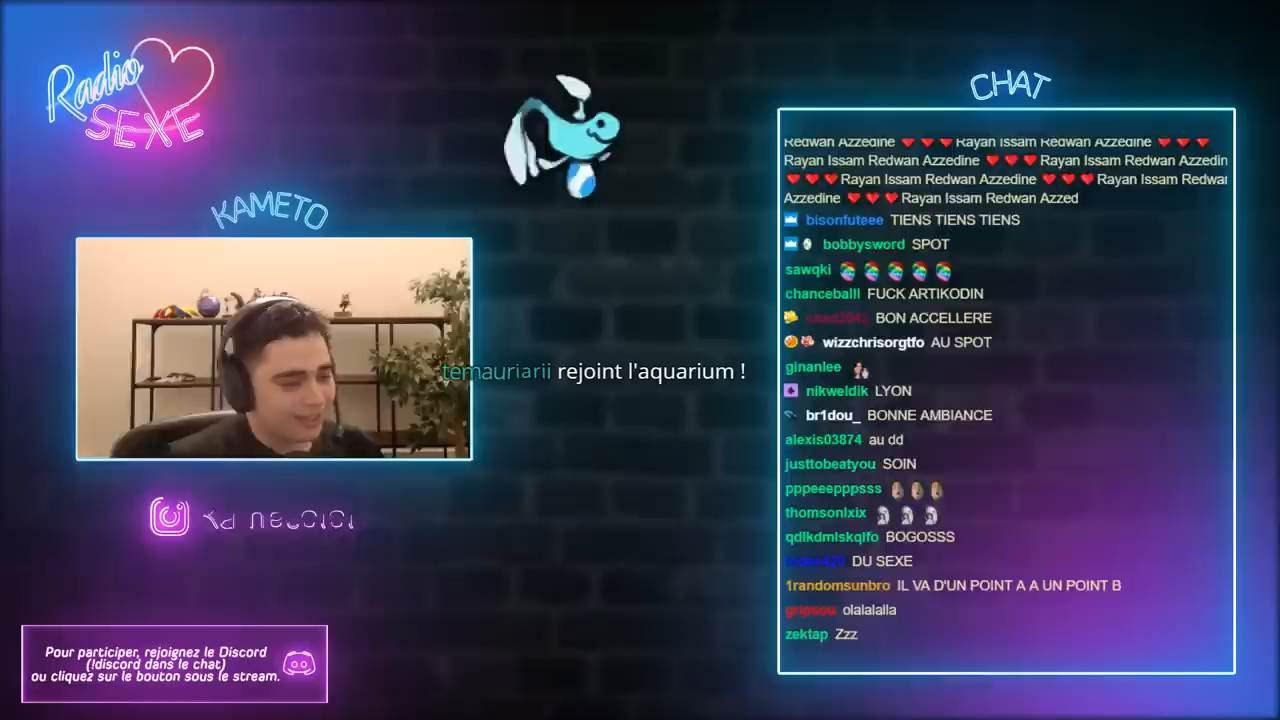 Radio
SEXE
KAMETO
temauriarii rejoint l'aquarium !
Pour participer, rejoignez le Discord
(!discord dans le chat)
ou cliquez sur le bouton sous le stream.
CHAT
Redwan Azzedine ❤ ❤ ❤ Rayan Issam Redwan Azzedine ❤ ❤ ❤
Rayan Issam Redwan Azzedine ❤ ❤ ❤ Rayan Issam Redwan Azzedin
❤ ❤ ❤ Rayan Issam Redwan Azzedine ❤ ❤ ❤ Rayan Issam Redwan
Azzedine ❤ ❤ ❤ Rayan Issam Redwan Azzed
bisonfuteee TIENS TIENS TIENS
bobbysword SPOT
sawqki
chanceballl FUCK ARTIKODIN
BON ACCELLERE
wizzchrisorgtfo AU SPOT
ginanlee
nikweldik LYON
br1dou_ BONNE AMBIANCE
alexis03874 au dd
justtobeatyou SOIN
pppeeepppsss
thomsonlxix
qdlkdmlskqlfo BOGOSSS
DU SEXE
1randomsunbro IL VA D'UN POINT A A UN POINT B
gripsou olalalalla
zektap Zzz